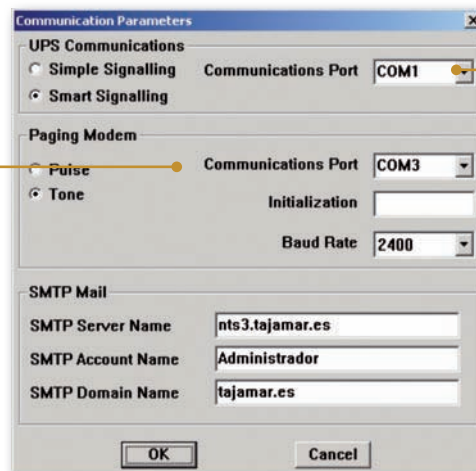 Communication Parameters
UPS Communications
Simple Signalling
Communications Port
COM1
Smart Signalling
Paging Modem
Pulse
Communications Port
COM3
Tone
Initialization
Baud Rate
2400
SMTP Mail
SMTP Server Name
nts3.tajamar.es
SMTP Account Name
Administrador
SMTP Domain Name
tajamar.es
OK
Cancel